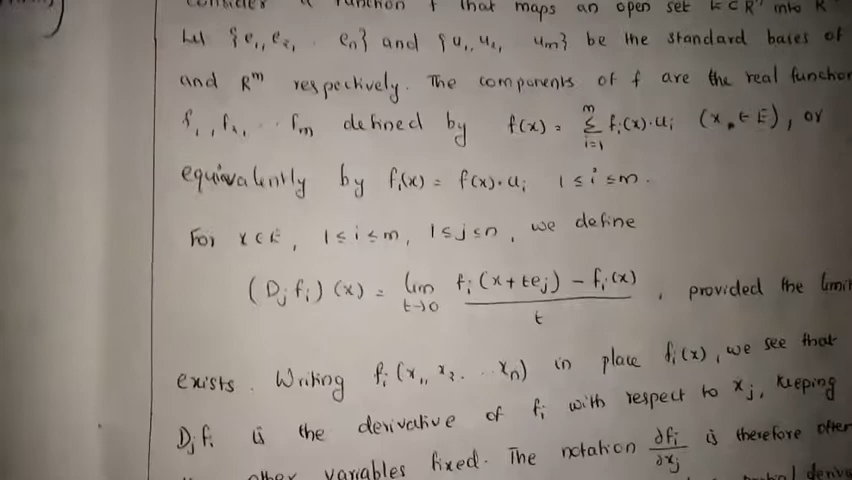 a function f that maps an open set E ⊂ Rⁿ into R
Let {e₁, e₂, . eₙ} and {u₁, u₂, uₘ} be the standard bases of
and Rᵐ respectively. The components of f are the real function
f₁, f₂, ... fₘ defined by f(x) = Σᵢ₌₁ᵐ fᵢ(x)·uᵢ (x ∈ E), or
equivalently by fᵢ(x) = f(x)·uᵢ 1 ≤ i ≤ m.
For x ∈ E, 1 ≤ i ≤ m, 1 ≤ j ≤ n, we define
(Dⱼ fᵢ)(x) = lim t→0 (fᵢ(x+teⱼ) − fᵢ(x)) / t, provided the limit
exists. Writing fᵢ(x₁, x₂. ..xₙ) in place fᵢ(x), we see that
Dⱼfᵢ is the derivative of fᵢ with respect to xⱼ, keeping
other variables fixed. The notation ∂fᵢ/∂xⱼ is therefore often